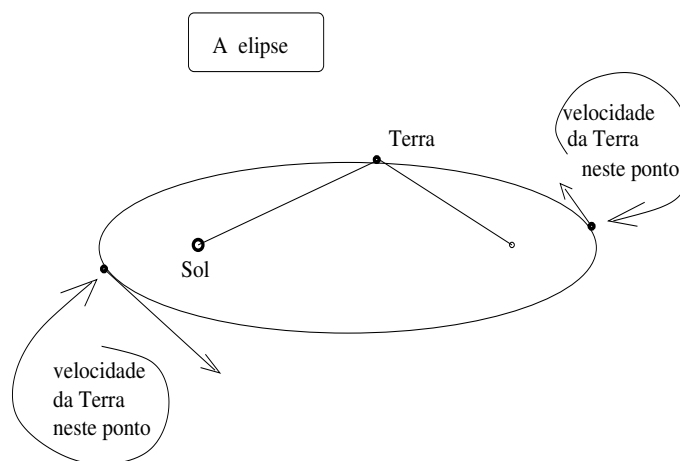 A elipse
velocidade
da Terra
neste ponto
Terra
Sol
velocidade
da Terra
neste ponto